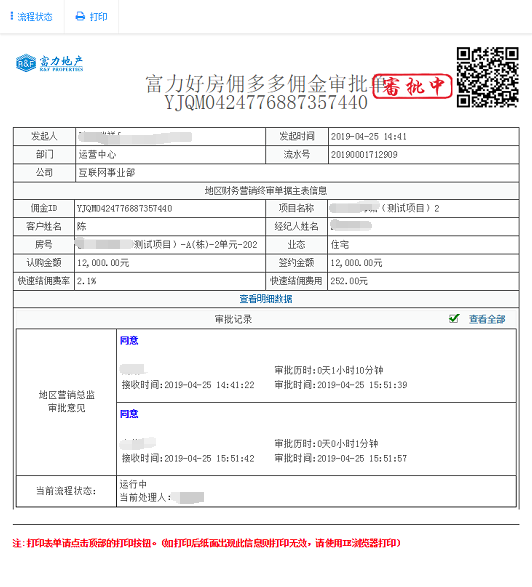 流程状态 打印
富力地产
R&F PROPERTIES
富力好房佣多多佣金审批单
审批中
YJQM0424776887357440
发起人 发起时间 2019-04-25 14:41
部门 运营中心 流水号 20190001712909
公司 互联网事业部
地区财务营销终审单据主表信息
佣金ID YJQM0424776887357440 项目名称 (测试项目)2
客户姓名 陈 经纪人姓名
房号 测试项目)-A(栋)-2单元-202 业态 住宅
认购金额 12,000.00元 签约金额 12,000.00元
快速结佣费率 2.1% 快速结佣费用 252.00元
查看明细数据
审批记录 查看全部
地区营销总监
审批意见
同意
审批历时:0天1小时10分钟
接收时间:2019-04-25 14:41:22 审批时间:2019-04-25 15:51:39
同意
审批历时:0天0小时1分钟
接收时间:2019-04-25 15:51:42 审批时间:2019-04-25 15:51:57
当前流程状态: 运行中
当前处理人:
注:打印表单请点击顶部的打印按钮。(如打印后纸面出现此信息则打印无效,请使用IE浏览器打印)